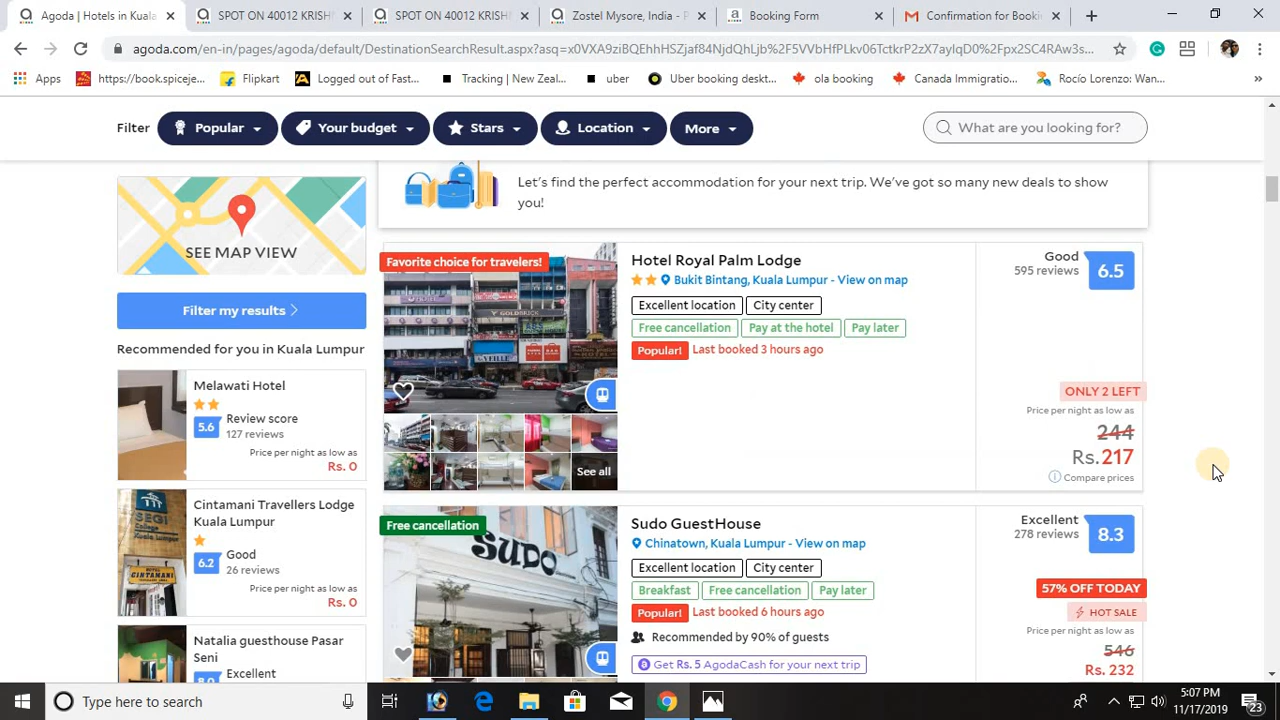 Agoda | Hotels in Kuala
SPOT ON 40012 KRISHN
SPOT ON 40012 KRISHN
Zostel Mysore, India - P
Booking Form
Confirmation for Booki
agoda.com/en-in/pages/agoda/default/DestinationSearchResult.aspx?asq=x0VXA9ziBQEhhHSZjaf84NjdQhLjb%2F5VVbHfPLkv06TctkrP2zX7aylqD0%2Fpx2SC4RAw3s...
Apps
https://book.spiceje...
Flipkart
Logged out of Fast...
Tracking | New Zeal...
uber
Uber booking deskt...
ola booking
Canada Immigratio...
Rocío Lorenzo: Wan...
»
Filter
Popular
Your budget
Stars
Location
More
What are you looking for?
Let's find the perfect accommodation for your next trip. We've got so many new deals to show
you!
SEE MAP VIEW
Filter my results
Recommended for you in Kuala Lumpur
Melawati Hotel
5.6
Review score
127 reviews
Price per night as low as
Rs. 0
Cintamani Travellers Lodge
Kuala Lumpur
6.2
Good
26 reviews
Price per night as low as
Rs. 0
Natalia guesthouse Pasar
Seni
Excellent
Favorite choice for travelers!
See all
Hotel Royal Palm Lodge
Bukit Bintang, Kuala Lumpur - View on map
Excellent location
City center
Free cancellation
Pay at the hotel
Pay later
Popular!
Last booked 3 hours ago
Good
595 reviews
6.5
ONLY 2 LEFT
Price per night as low as
244
Rs. 217
Compare prices
Free cancellation
SUDO
Sudo GuestHouse
Chinatown, Kuala Lumpur - View on map
Excellent location
City center
Breakfast
Free cancellation
Pay later
Popular!
Last booked 6 hours ago
Recommended by 90% of guests
Get Rs. 5 AgodaCash for your next trip
Excellent
278 reviews
8.3
57% OFF TODAY
HOT SALE
Price per night as low as
546
Rs. 232
Type here to search
5:07 PM
11/17/2019
23